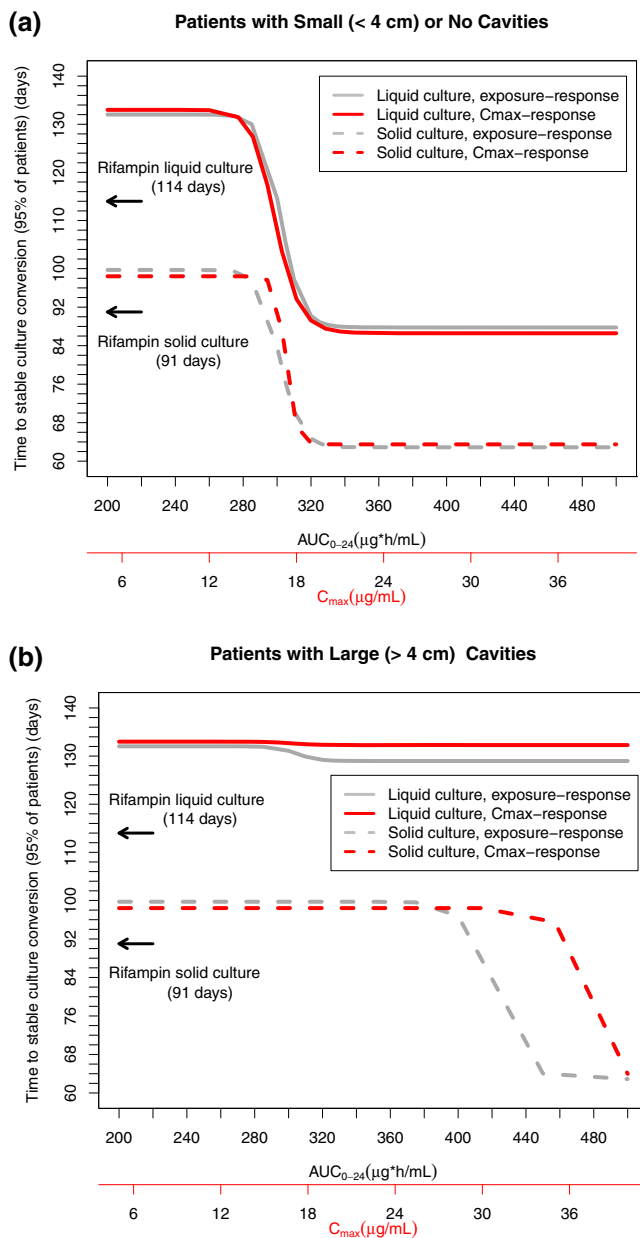 (a)
Patients with Small (< 4 cm) or No Cavities
Time to stable culture conversion (95% of patients) (days)
60 68 76 84 92 100 110 120 130 140
Liquid culture, exposure−response
Liquid culture, Cmax−response
Solid culture, exposure−response
Solid culture, Cmax−response
Rifampin liquid culture
(114 days)
Rifampin solid culture
(91 days)
200 240 280 320 360 400 440 480
AUC0−24(μg*h/mL)
6 12 18 24 30 36
Cmax(μg/mL)
(b)
Patients with Large (> 4 cm) Cavities
Time to stable culture conversion (95% of patients) (days)
60 68 76 84 92 100 110 120 130 140
Rifampin liquid culture
(114 days)
Liquid culture, exposure−response
Liquid culture, Cmax−response
Solid culture, exposure−response
Solid culture, Cmax−response
Rifampin solid culture
(91 days)
200 240 280 320 360 400 440 480
AUC0−24(μg*h/mL)
6 12 18 24 30 36
Cmax(μg/mL)